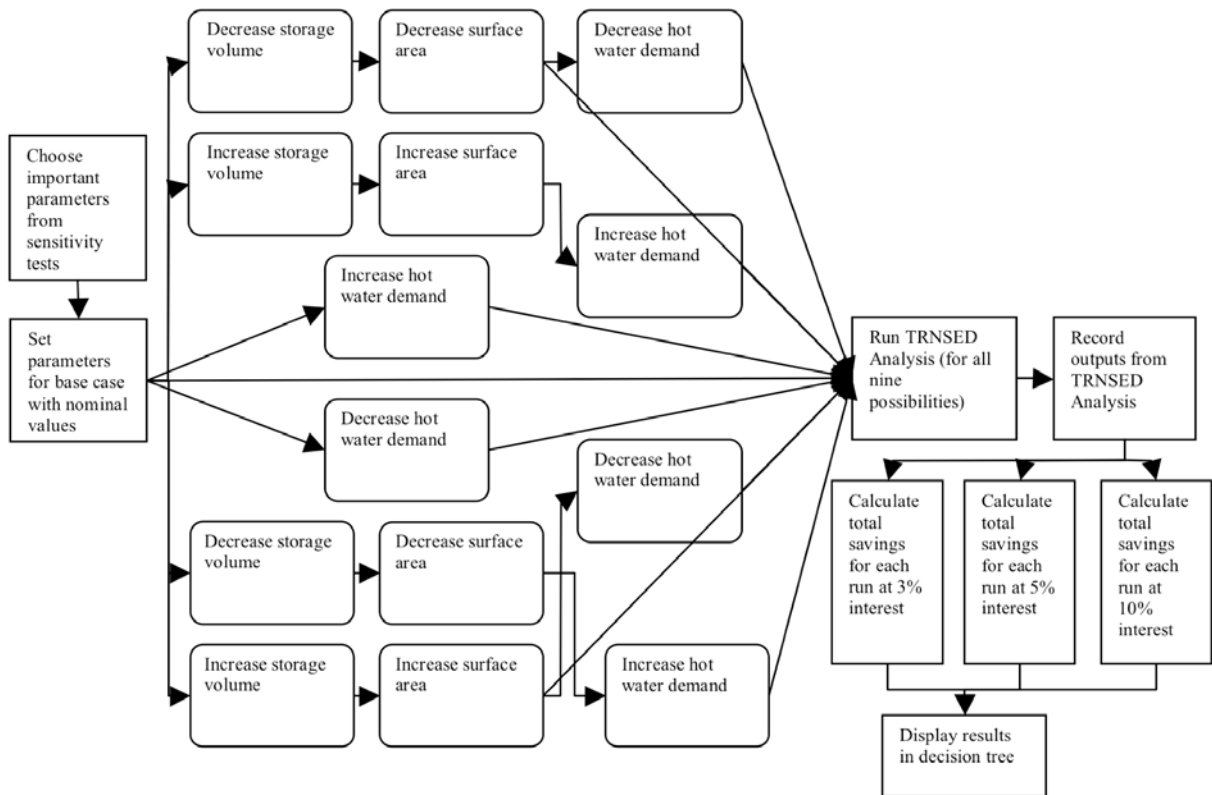 Decrease storage
volume
Decrease surface
area
Decrease hot
water demand
Choose
important
parameters
from
sensitivity
tests
Increase storage
volume
Increase surface
area
Increase hot
water demand
Increase hot
water demand
Set
parameters
for base case
with nominal
values
Decrease hot
water demand
Decrease hot
water demand
Decrease storage
volume
Decrease surface
area
Increase storage
volume
Increase surface
area
Increase hot
water demand
Run TRNSED
Analysis (for all
nine
possibilities)
Record
outputs from
TRNSED
Analysis
Calculate
total
savings
for each
run at 3%
interest
Calculate
total
savings
for each
run at 5%
interest
Calculate
total
savings
for each
run at
10%
interest
Display results
in decision tree